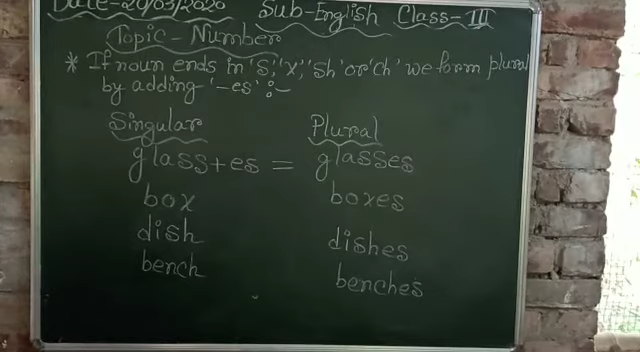 Date-20/03/2020 Sub-English Class-III
Topic-Number
* If noun ends in 's', 'x', 'sh' or 'ch' we form plural
by adding '-es' :-
Singular Plural
glass+es = glasses
box boxes
dish dishes
bench benches